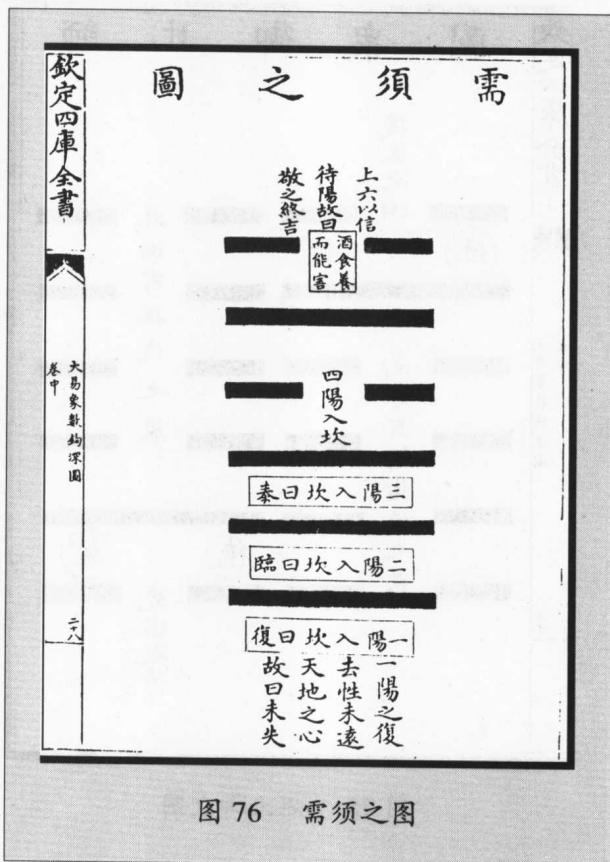 需須之圖
欽定四庫全書
上六以信
待陽故曰
敬之終吉
酒食養
而能害
四陽入坎
三陽入坎曰泰
二陽入坎曰臨
一陽入坎曰復
一陽之復
去性未遠
天地之心
故曰未失
大易象數鈎深圖
卷中
二十八
图76 需须之图